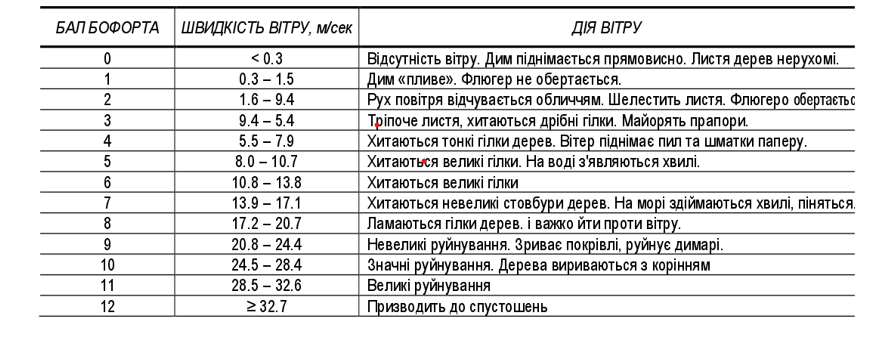 БАЛ БОФОРТА ШВИДКІСТЬ ВІТРУ, м/сек ДІЯ ВІТРУ
0 < 0.3 Відсутність вітру. Дим піднімається прямовисно. Листя дерев нерухомі.
1 0.3 – 1.5 Дим «пливе». Флюгер не обертається.
2 1.6 – 9.4 Рух повітря відчувається обличчям. Шелестить листя. Флюгеро обертаєтьс
3 9.4 – 5.4 Тріпоче листя, хитаються дрібні гілки. Майорять прапори.
4 5.5 – 7.9 Хитаються тонкі гілки дерев. Вітер піднімає пил та шматки паперу.
5 8.0 – 10.7 Хитаються великі гілки. На воді з'являються хвилі.
6 10.8 – 13.8 Хитаються великі гілки
7 13.9 – 17.1 Хитаються невеликі стовбури дерев. На морі здіймаються хвилі, піняться.
8 17.2 – 20.7 Ламаються гілки дерев. і важко йти проти вітру.
9 20.8 – 24.4 Невеликі руйнування. Зриває покрівлі, руйнує димарі.
10 24.5 – 28.4 Значні руйнування. Дерева вириваються з корінням
11 28.5 – 32.6 Великі руйнування
12 ≥ 32.7 Призводить до спустошень